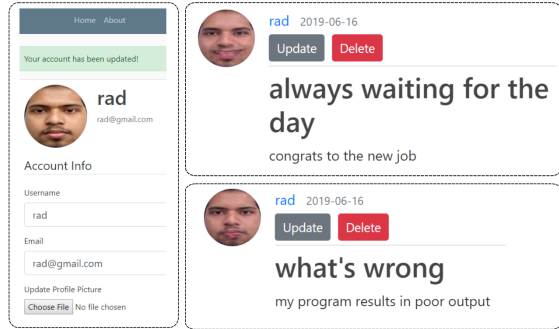 Home About
Your account has been updated!
rad
rad@gmail.com
Account Info
Username
rad
Email
rad@gmail.com
Update Profile Picture
Choose File No file chosen
rad 2019-06-16
Update Delete
always waiting for the
day
congrats to the new job
rad 2019-06-16
Update Delete
what's wrong
my program results in poor output